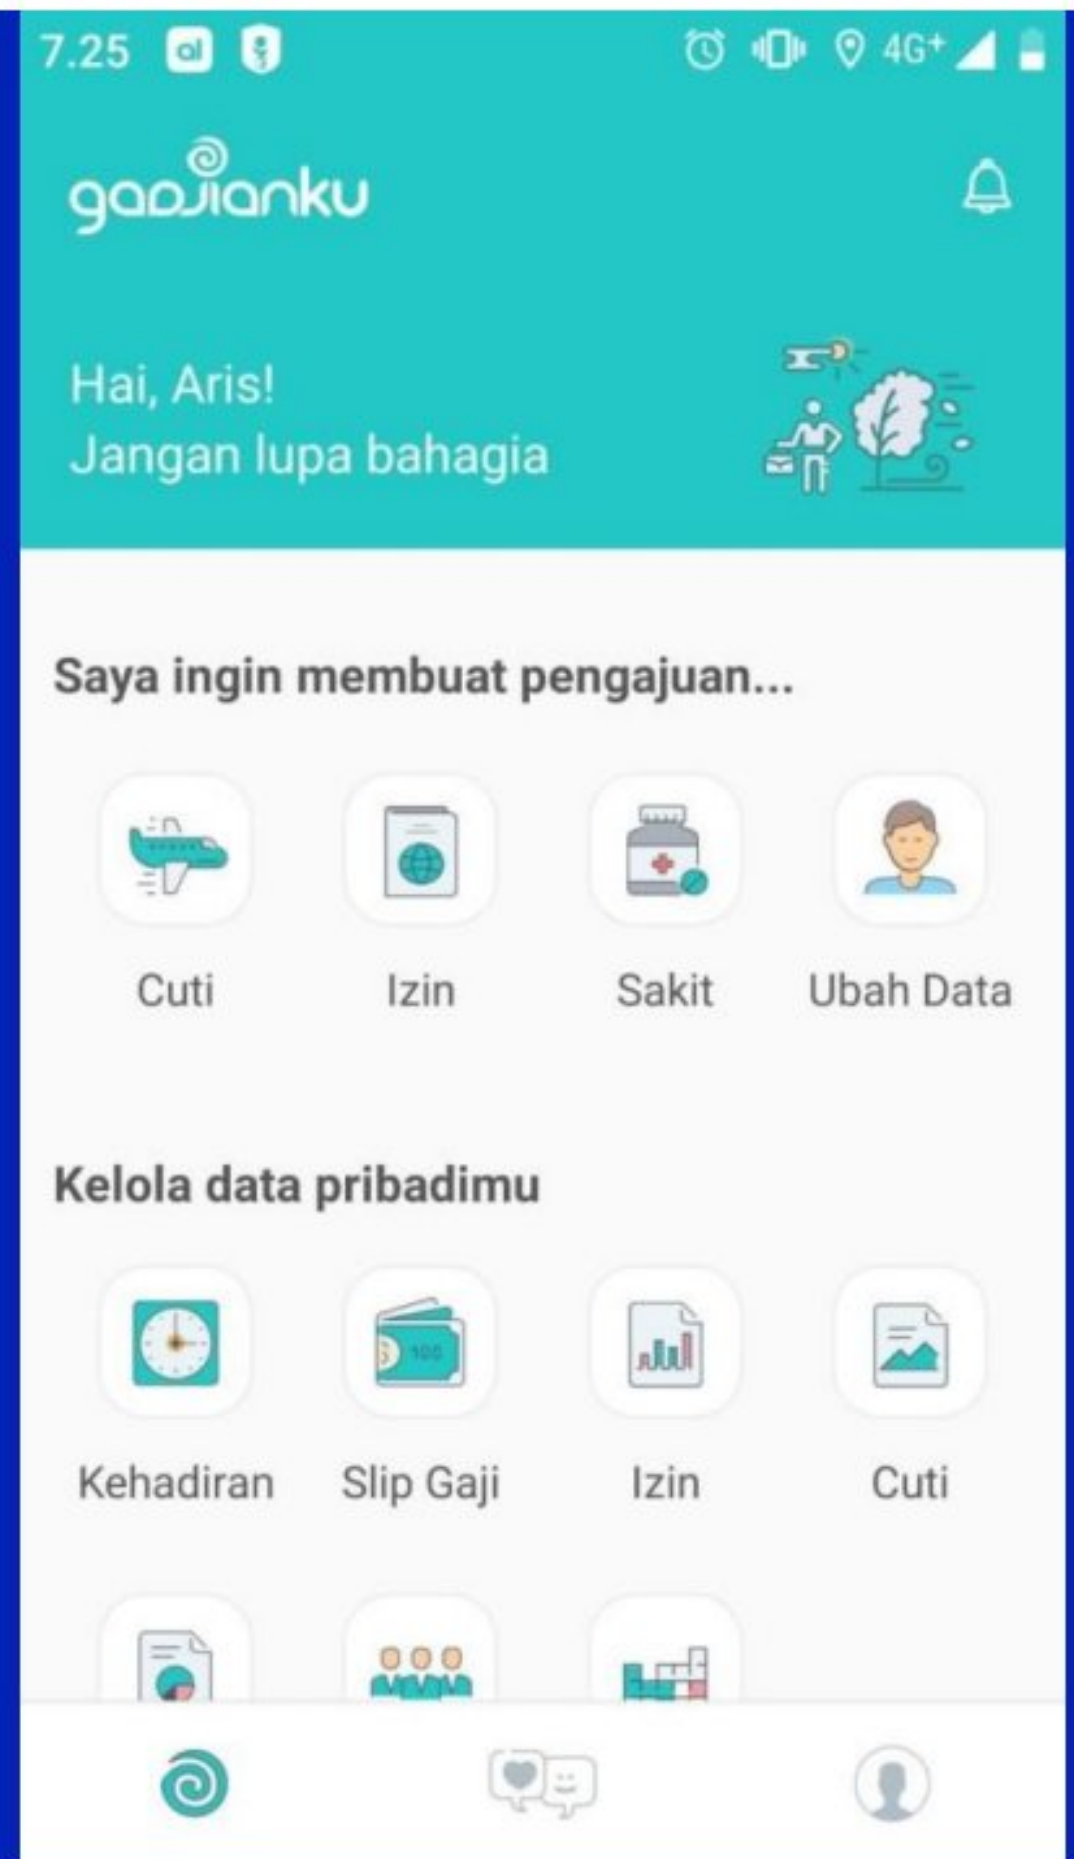 7.25
4G+
gadjianku
Hai, Aris!
Jangan lupa bahagia
Saya ingin membuat pengajuan...
Cuti Izin Sakit Ubah Data
Kelola data pribadimu
100
Kehadiran Slip Gaji Izin Cuti